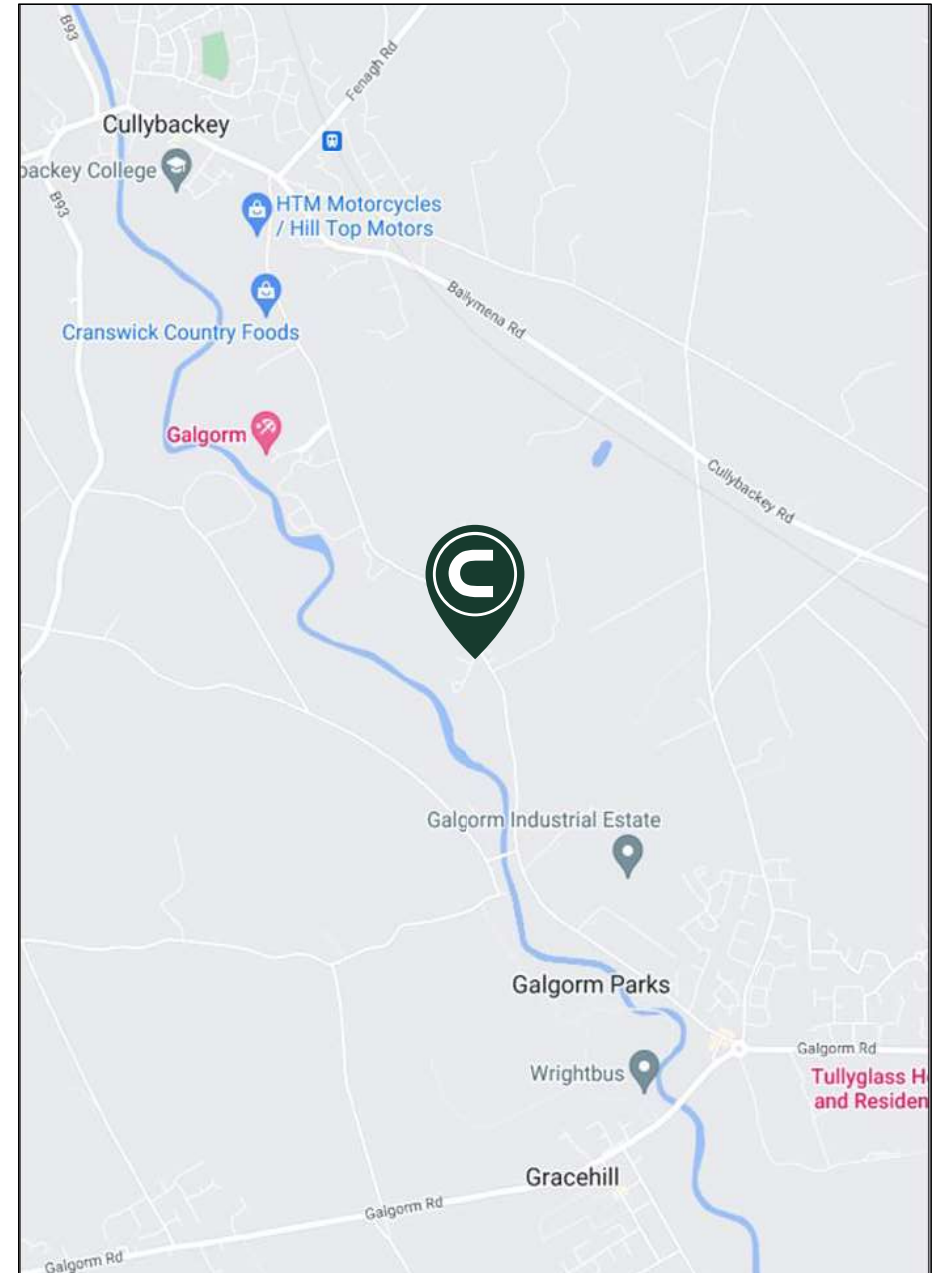 B93
Fenagh Rd
Cullybackey
backey College
B93
HTM Motorcycles
/ Hill Top Motors
Ballymena Rd
Cranswick Country Foods
Galgorm
Cullybackey Rd
C
Galgorm Industrial Estate
Galgorm Parks
Galgorm Rd
Wrightbus
Tullyglass H
and Residen
Gracehill
Galgorm Rd
Galgorm Rd